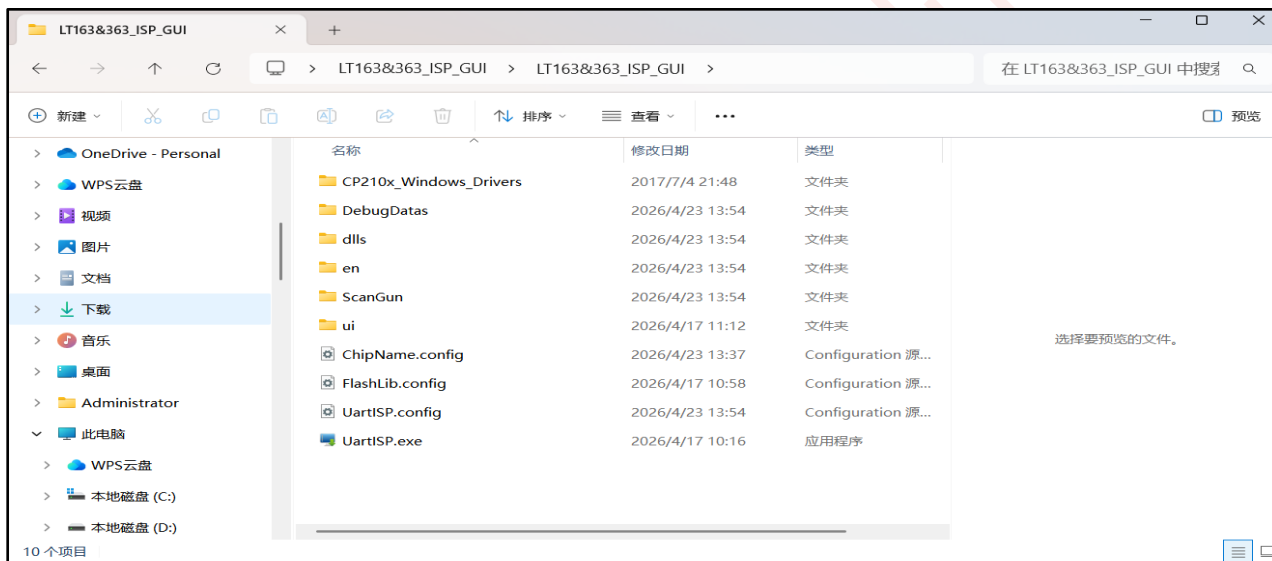 LT163&363_ISP_GUI
LT163&363_ISP_GUI > LT163&363_ISP_GUI >
在 LT163&363_ISP_GUI 中搜索
新建 排序 查看 ... 预览
名称 修改日期 类型
OneDrive - Personal
WPS云盘
视频
图片
文档
下载
音乐
桌面
Administrator
此电脑
WPS云盘
本地磁盘 (C:)
本地磁盘 (D:)
CP210x_Windows_Drivers 2017/7/4 21:48 文件夹
DebugDatas 2026/4/23 13:54 文件夹
dlls 2026/4/23 13:54 文件夹
en 2026/4/23 13:54 文件夹
ScanGun 2026/4/23 13:54 文件夹
ui 2026/4/17 11:12 文件夹
ChipName.config 2026/4/23 13:37 Configuration 源...
FlashLib.config 2026/4/17 10:58 Configuration 源...
UartISP.config 2026/4/23 13:54 Configuration 源...
UartISP.exe 2026/4/17 10:16 应用程序
选择要预览的文件。
10 个项目